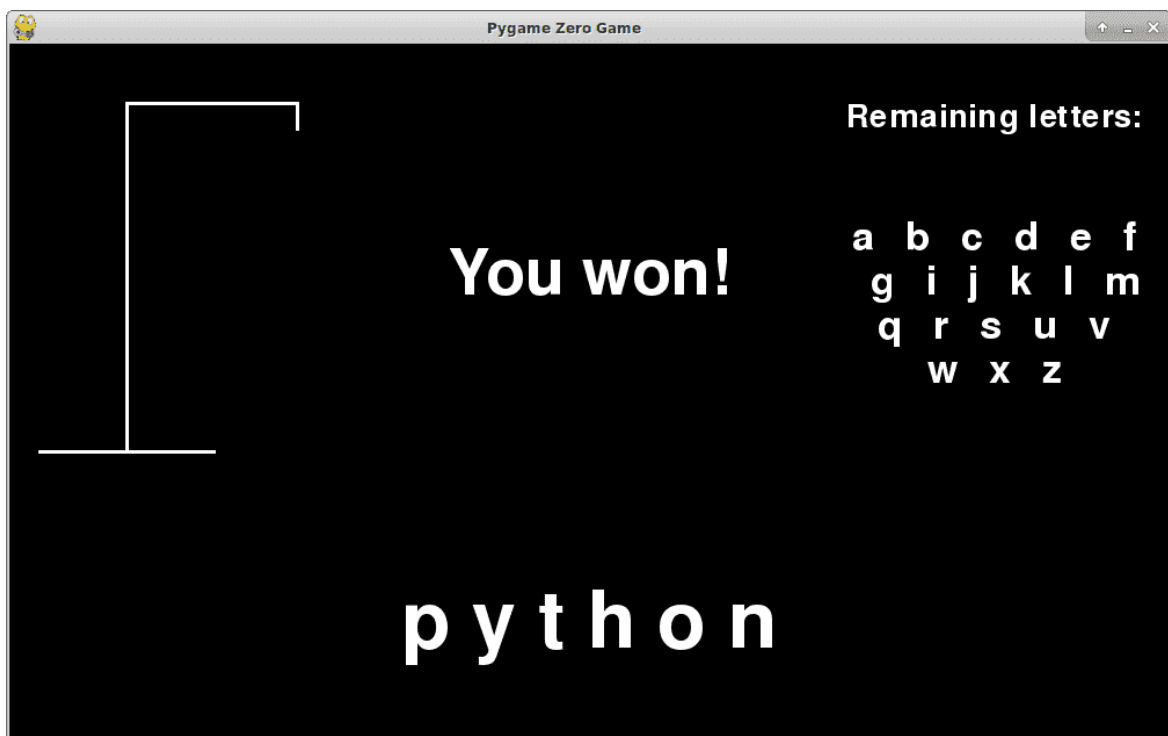 Pygame Zero Game
Remaining letters:
a b c d e f
g i j k l m
q r s u v
w x z
You won!
p y t h o n